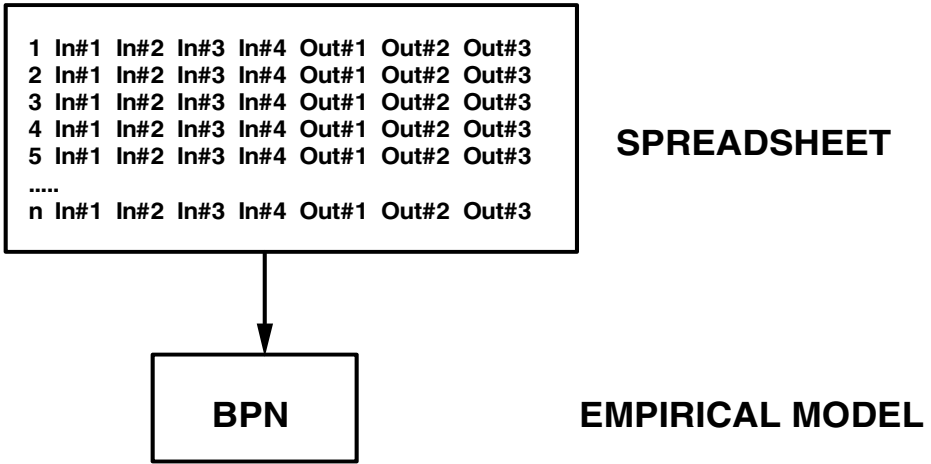 1 In#1 In#2 In#3 In#4 Out#1 Out#2 Out#3
2 In#1 In#2 In#3 In#4 Out#1 Out#2 Out#3
3 In#1 In#2 In#3 In#4 Out#1 Out#2 Out#3
4 In#1 In#2 In#3 In#4 Out#1 Out#2 Out#3
5 In#1 In#2 In#3 In#4 Out#1 Out#2 Out#3
.....
n In#1 In#2 In#3 In#4 Out#1 Out#2 Out#3
SPREADSHEET
BPN
EMPIRICAL MODEL